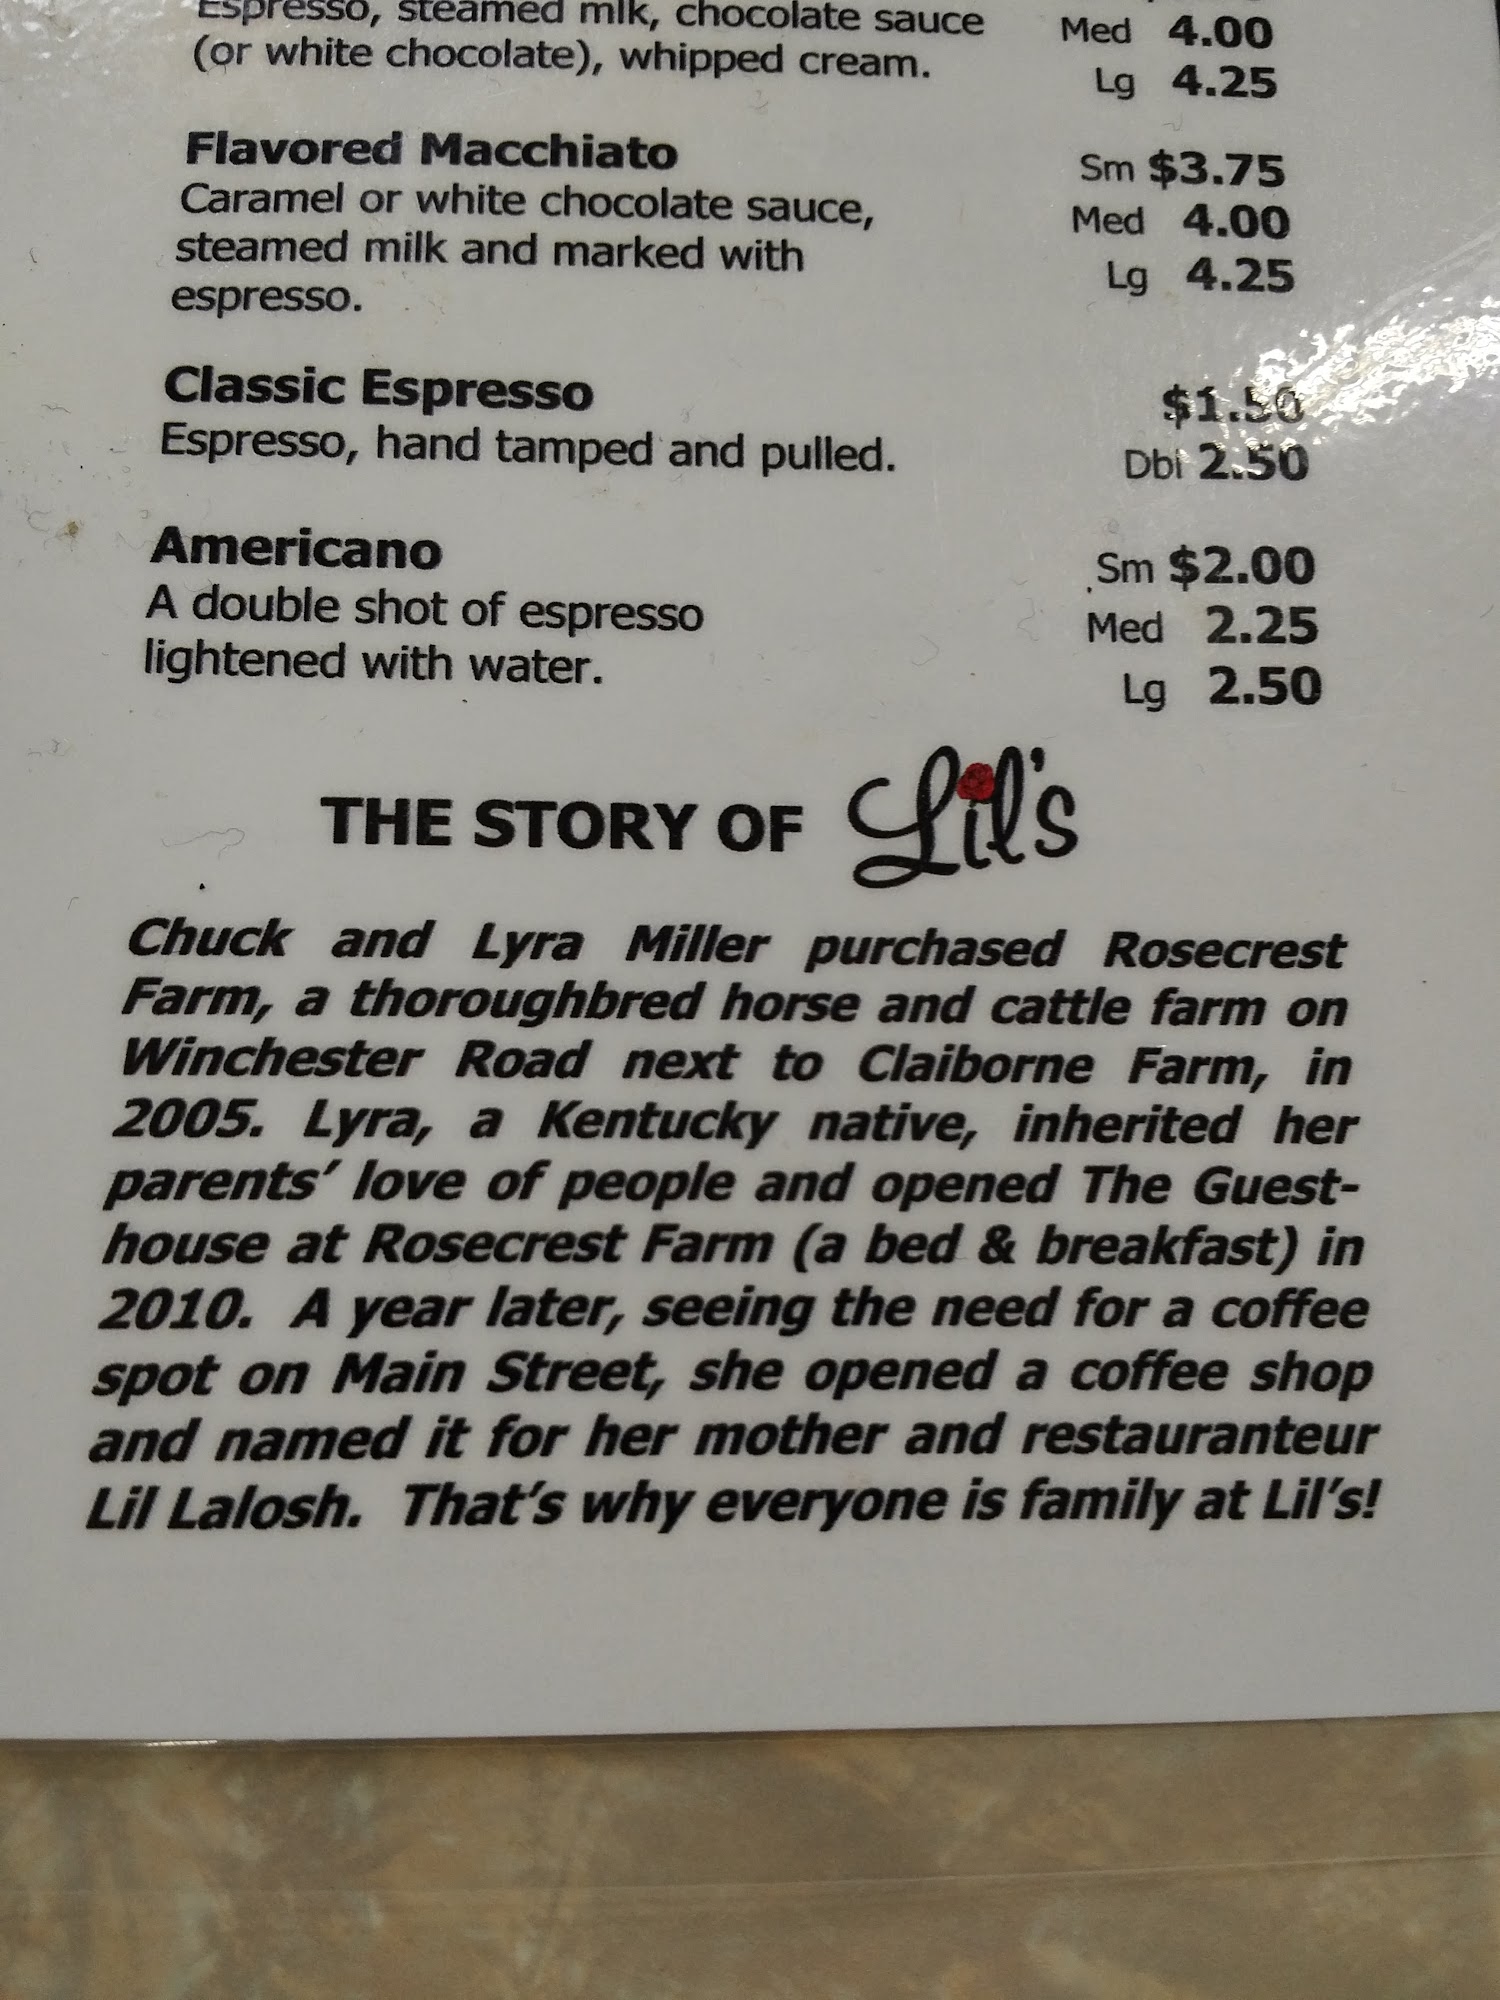 Espresso, steamed mlk, chocolate sauce Med 4.00
(or white chocolate), whipped cream. Lg 4.25
Flavored Macchiato Sm $3.75
Caramel or white chocolate sauce, Med 4.00
steamed milk and marked with Lg 4.25
espresso.
Classic Espresso $1.50
Espresso, hand tamped and pulled. Dbl 2.50
Americano Sm $2.00
A double shot of espresso Med 2.25
lightened with water. Lg 2.50
THE STORY OF Lil's
Chuck and Lyra Miller purchased Rosecrest
Farm, a thoroughbred horse and cattle farm on
Winchester Road next to Claiborne Farm, in
2005. Lyra, a Kentucky native, inherited her
parents' love of people and opened The Guest-
house at Rosecrest Farm (a bed & breakfast) in
2010. A year later, seeing the need for a coffee
spot on Main Street, she opened a coffee shop
and named it for her mother and restauranteur
Lil Lalosh. That's why everyone is family at Lil's!